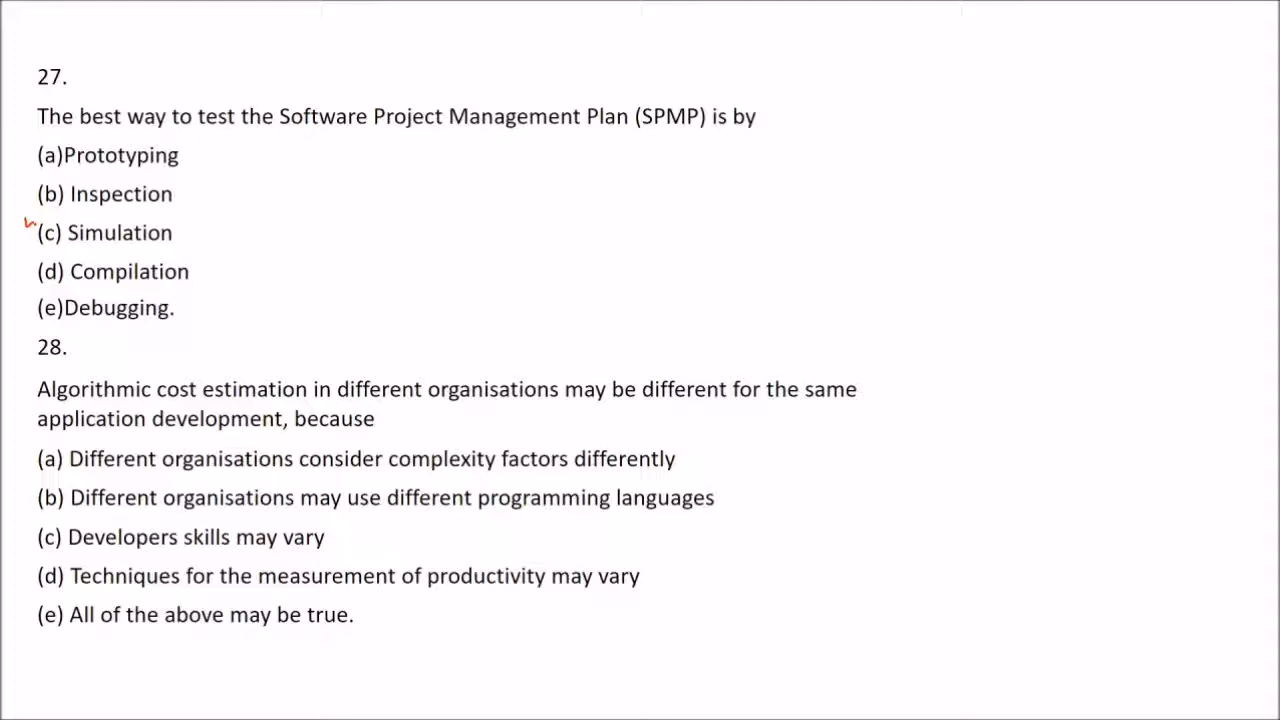 27.
The best way to test the Software Project Management Plan (SPMP) is by
(a)Prototyping
(b) Inspection
(c) Simulation
(d) Compilation
(e)Debugging.
28.
Algorithmic cost estimation in different organisations may be different for the same
application development, because
(a) Different organisations consider complexity factors differently
(b) Different organisations may use different programming languages
(c) Developers skills may vary
(d) Techniques for the measurement of productivity may vary
(e) All of the above may be true.